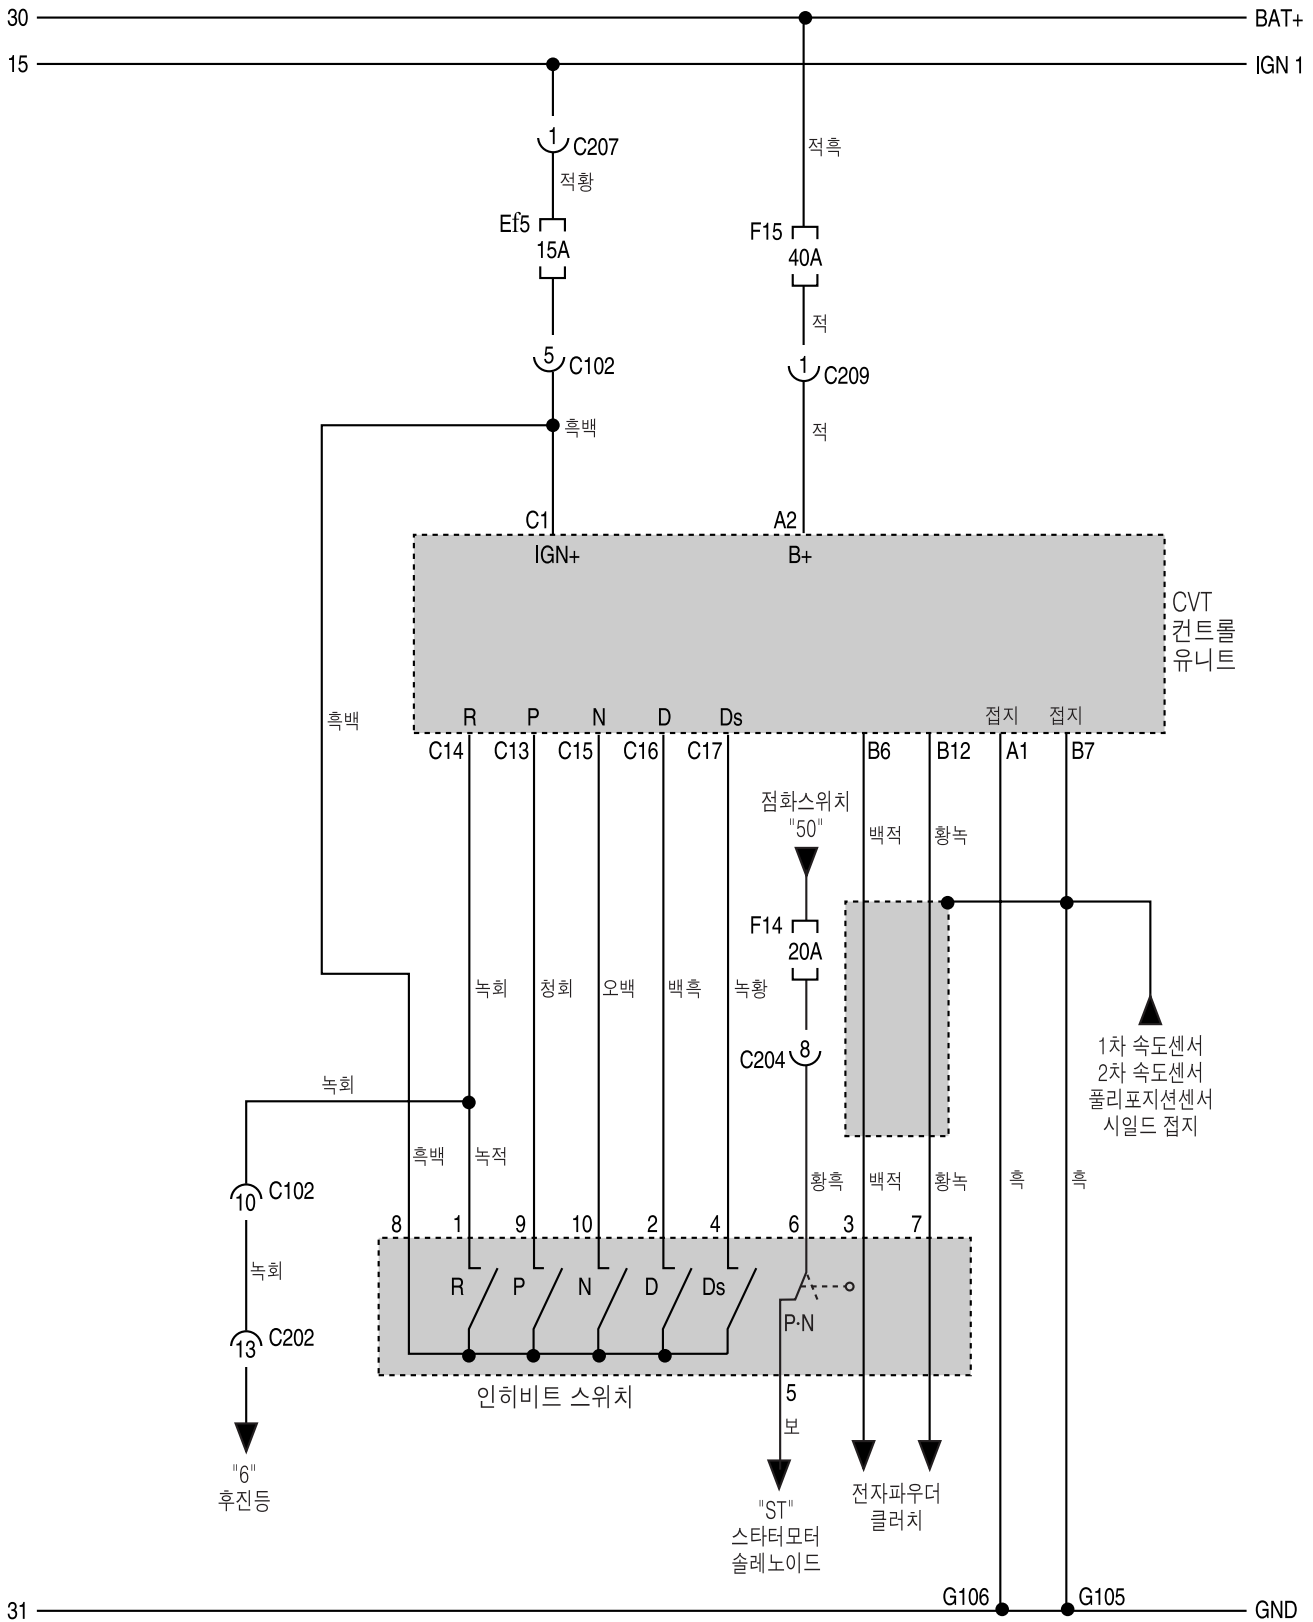 30 BAT+
15 IGN 1
1 C207
적흑
적황
Ef5
15A
F15
40A
적
5 C102
1 C209
흑백
적
C1 A2
IGN+ B+
CVT
컨트롤
유니트
흑백
R P N D Ds 접지 접지
C14 C13 C15 C16 C17 B6 B12 A1 B7
점화스위치
"50"
백적 황녹
F14
20A
녹회 청회 오백 백흑 녹황
C204 8
1차 속도센서
2차 속도센서
풀리포지션센서
시일드 접지
녹회
흑백 녹적
황흑 백적 황녹 흑 흑
10 C102
8 1 9 10 2 4 6 3 7
녹회
R P N D Ds
P·N
13 C202
인히비트 스위치
5
보
"6"
후진등
전자파우더
클러치
"ST"
스타터모터
솔레노이드
G106 G105
31 GND